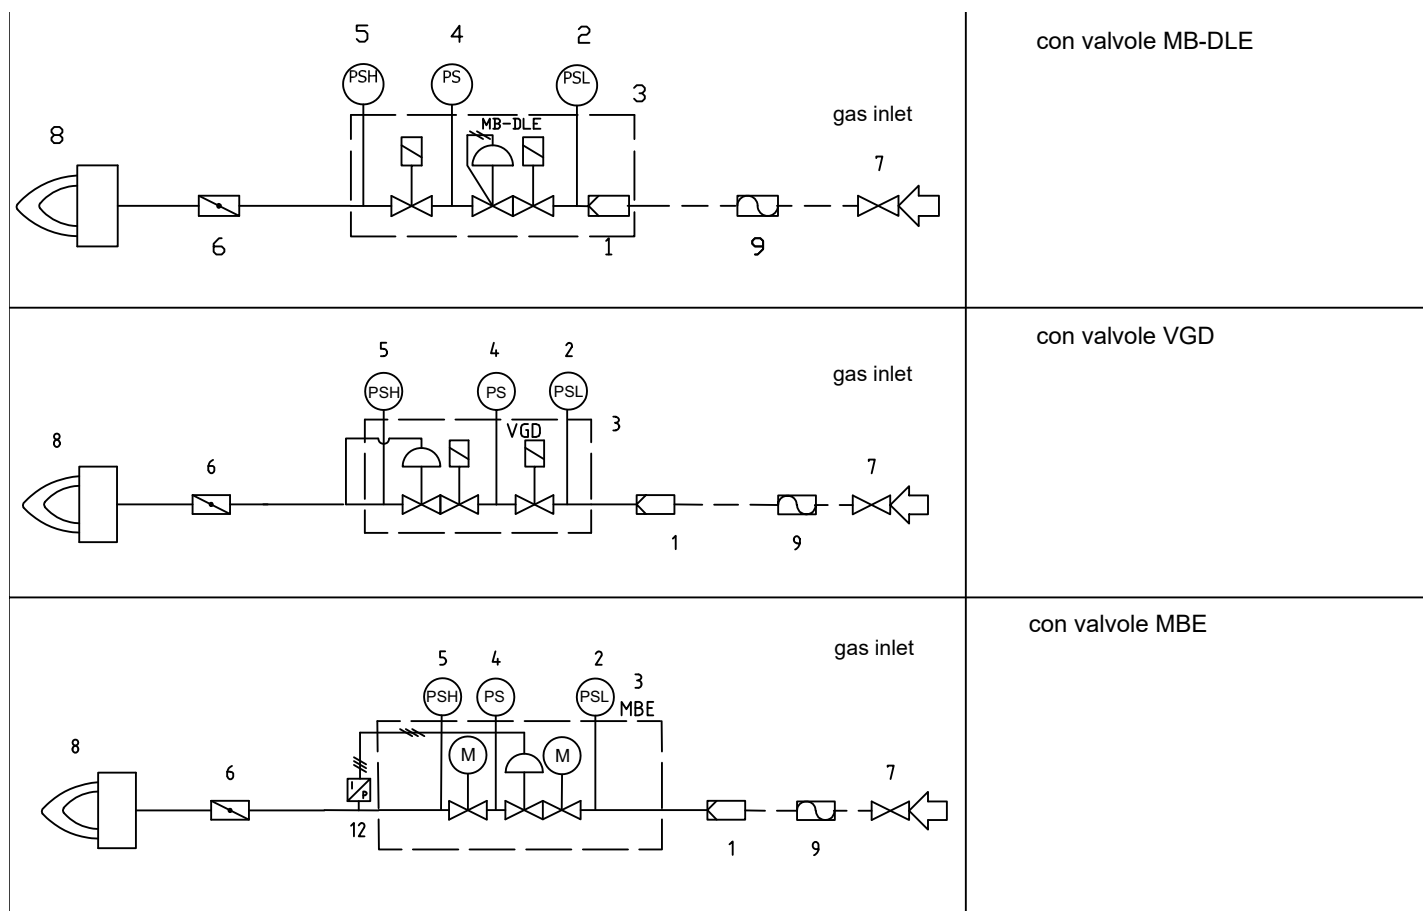 5 4 2
con valvole MB-DLE
PSH PS PSL
3
MB-DLE
gas inlet
8
7
6 1 9
con valvole VGD
5 4 2
gas inlet
PSH PS PSL
3
VGD
8
6
7
1 9
con valvole MBE
gas inlet
5 4 2
3
PSH PS PSL
MBE
8
M M
6
7
I
P
12
1 9